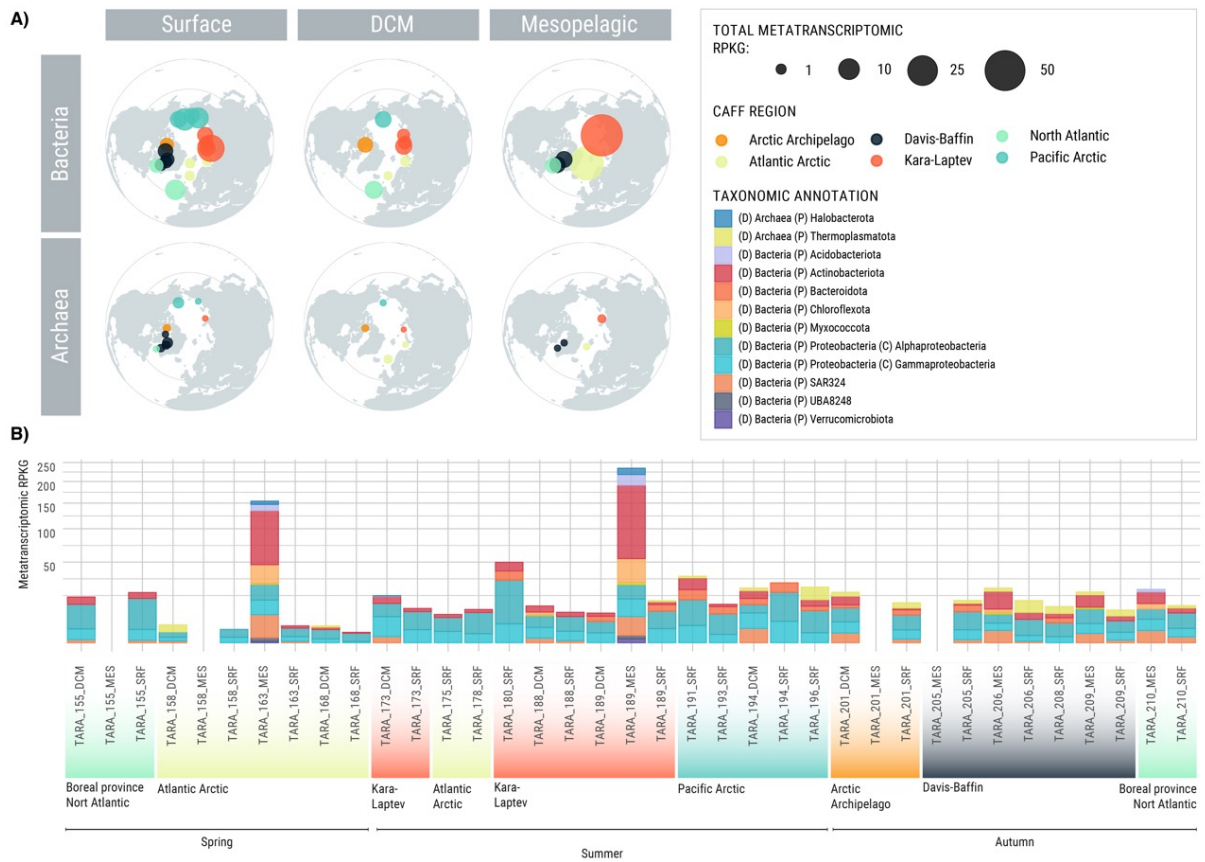 A)
Surface
DCM
Mesopelagic
Bacteria
Archaea
TOTAL METATRANSCRIPTOMIC
RPKG:
1
10
25
50
CAFF REGION
Arctic Archipelago
Davis-Baffin
North Atlantic
Atlantic Arctic
Kara-Laptev
Pacific Arctic
TAXONOMIC ANNOTATION
(D) Archaea (P) Halobacterota
(D) Archaea (P) Thermoplasmatota
(D) Bacteria (P) Acidobacteriota
(D) Bacteria (P) Actinobacteriota
(D) Bacteria (P) Bacteroidota
(D) Bacteria (P) Chloroflexota
(D) Bacteria (P) Myxococcota
(D) Bacteria (P) Proteobacteria (C) Alphaproteobacteria
(D) Bacteria (P) Proteobacteria (C) Gammaproteobacteria
(D) Bacteria (P) SAR324
(D) Bacteria (P) UBA8248
(D) Bacteria (P) Verrucomicrobiota
B)
Metatranscriptomic RPKG
250
200
150
100
50
TARA_155_DCM
TARA_155_MES
TARA_155_SRF
TARA_158_DCM
TARA_158_MES
TARA_158_SRF
TARA_163_MES
TARA_163_SRF
TARA_168_DCM
TARA_168_SRF
TARA_173_DCM
TARA_173_SRF
TARA_175_SRF
TARA_178_SRF
TARA_180_SRF
TARA_188_DCM
TARA_188_SRF
TARA_189_DCM
TARA_189_MES
TARA_189_SRF
TARA_191_SRF
TARA_193_SRF
TARA_194_DCM
TARA_194_SRF
TARA_196_SRF
TARA_201_DCM
TARA_201_MES
TARA_201_SRF
TARA_205_MES
TARA_205_SRF
TARA_206_MES
TARA_206_SRF
TARA_208_SRF
TARA_209_MES
TARA_209_SRF
TARA_210_MES
TARA_210_SRF
Boreal province
Nort Atlantic
Atlantic Arctic
Kara-
Laptev
Atlantic
Arctic
Kara-
Laptev
Pacific Arctic
Arctic
Archipelago
Davis-Baffin
Boreal province
Nort Atlantic
Spring
Summer
Autumn